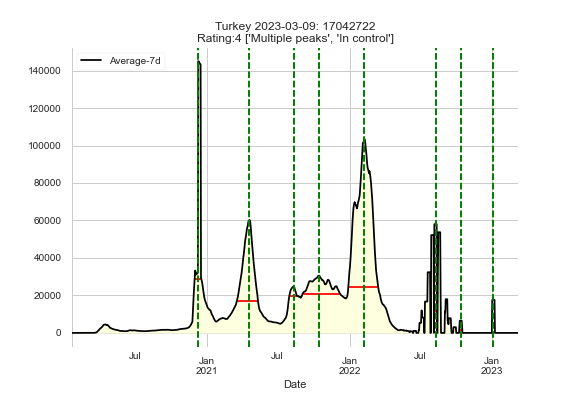 Turkey 2023-03-09: 17042722
Rating:4 ['Multiple peaks', 'In control']
Average-7d
140000
120000
100000
80000
60000
40000
20000
0
Jul
Jan
2021
Jul
Jan
2022
Jul
Jan
2023
Date